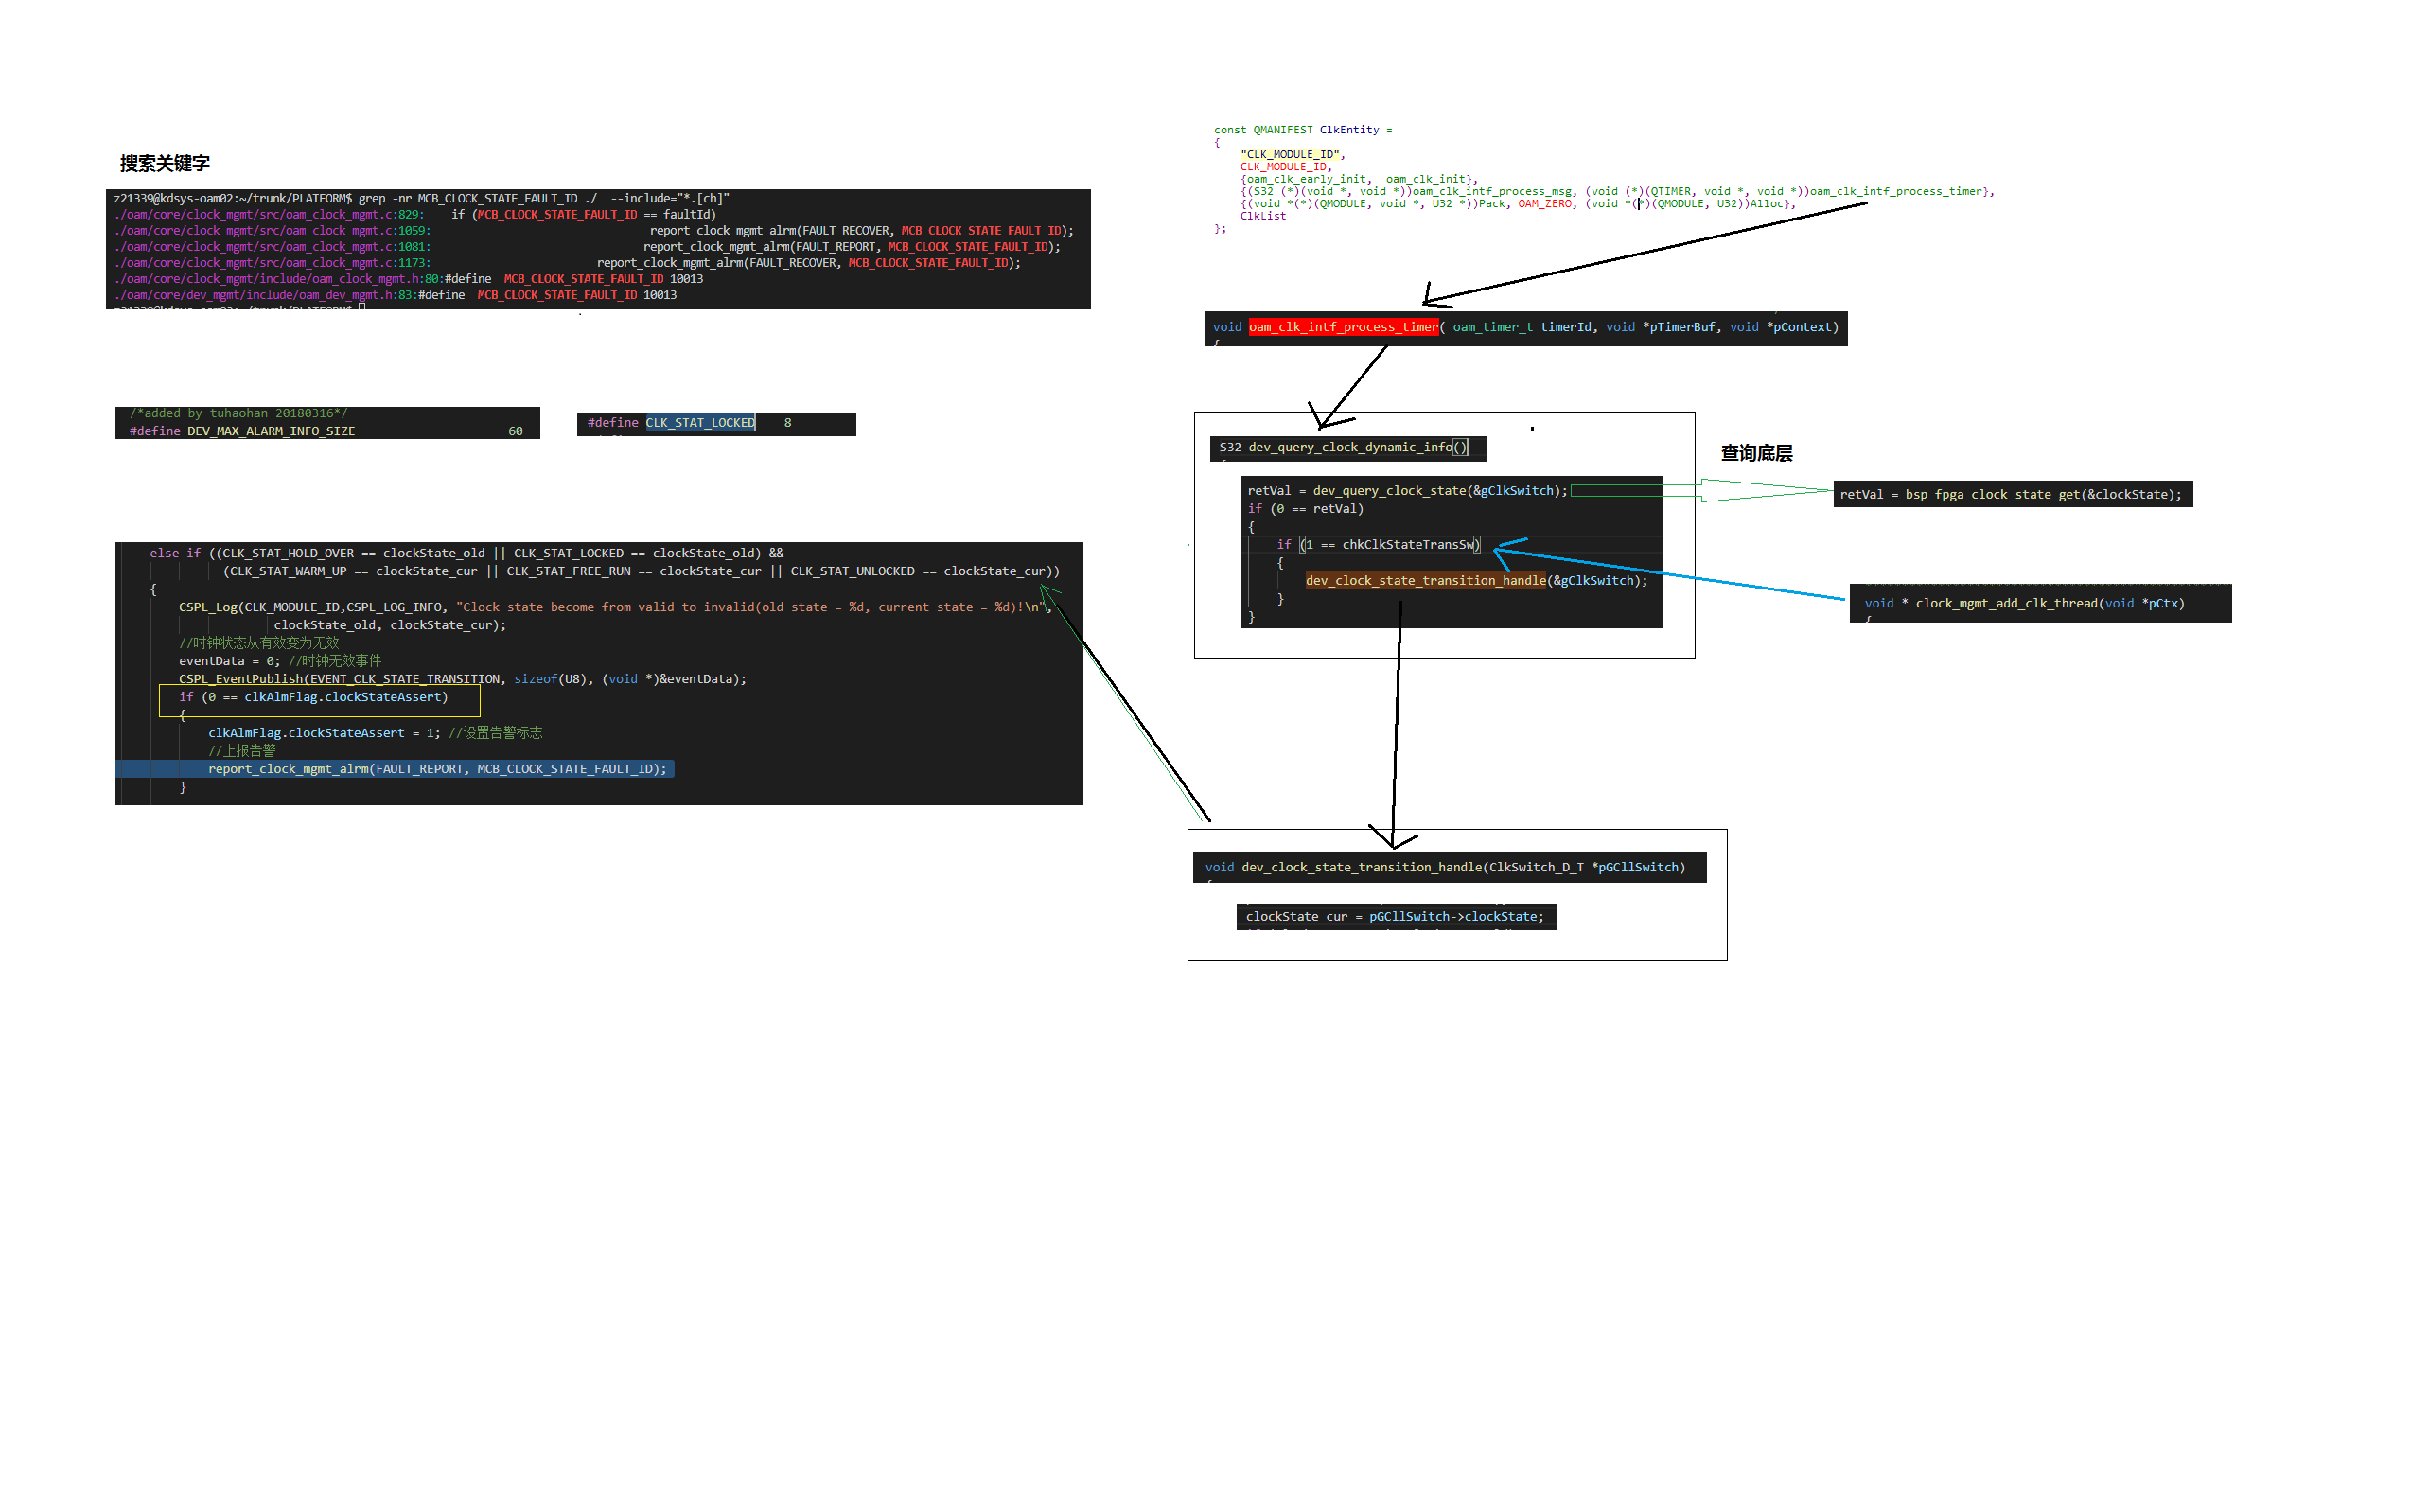 搜索关键字
z21339@kdsys-oam02:~/trunk/PLATFORM$ grep -nr MCB_CLOCK_STATE_FAULT_ID ./  --include="*.[ch]"
./oam/core/clock_mgmt/src/oam_clock_mgmt.c:829:    if (MCB_CLOCK_STATE_FAULT_ID == faultId)
./oam/core/clock_mgmt/src/oam_clock_mgmt.c:1059:    report_clock_mgmt_alrm(FAULT_RECOVER, MCB_CLOCK_STATE_FAULT_ID);
./oam/core/clock_mgmt/src/oam_clock_mgmt.c:1081:    report_clock_mgmt_alrm(FAULT_REPORT, MCB_CLOCK_STATE_FAULT_ID);
./oam/core/clock_mgmt/src/oam_clock_mgmt.c:1173:    report_clock_mgmt_alrm(FAULT_RECOVER, MCB_CLOCK_STATE_FAULT_ID);
./oam/core/clock_mgmt/include/oam_clock_mgmt.h:80:#define  MCB_CLOCK_STATE_FAULT_ID 10013
./oam/core/dev_mgmt/include/oam_dev_mgmt.h:83:#define  MCB_CLOCK_STATE_FAULT_ID 10013
/*added by tuhaohan 20180316*/
#define DEV_MAX_ALARM_INFO_SIZE    60
#define CLK_STAT_LOCKED    8
else if ((CLK_STAT_HOLD_OVER == clockState_old || CLK_STAT_LOCKED == clockState_old) &&
(CLK_STAT_WARM_UP == clockState_cur || CLK_STAT_FREE_RUN == clockState_cur || CLK_STAT_UNLOCKED == clockState_cur))
{
CSPL_Log(CLK_MODULE_ID,CSPL_LOG_INFO, "Clock state become from valid to invalid(old state = %d, current state = %d)!\n",
clockState_old, clockState_cur);
//时钟状态从有效变为无效
eventData = 0; //时钟无效事件
CSPL_EventPublish(EVENT_CLK_STATE_TRANSITION, sizeof(U8), (void *)&eventData);
if (0 == clkAlmFlag.clockStateAssert)
{
clkAlmFlag.clockStateAssert = 1; //设置告警标志
//上报告警
report_clock_mgmt_alrm(FAULT_REPORT, MCB_CLOCK_STATE_FAULT_ID);
}
const QMANIFEST ClkEntity =
{
"CLK_MODULE_ID",
CLK_MODULE_ID,
{oam_clk_early_init,  oam_clk_init},
{(S32 (*)(void *, void *))oam_clk_intf_process_msg, (void (*)(QTIMER, void *, void *))oam_clk_intf_process_timer},
{(void *(*)(QMODULE, void *, U32 *))Pack, OAM_ZERO, (void *(*)(QMODULE, U32))Alloc},
ClkList
};
void oam_clk_intf_process_timer( oam_timer_t timerId, void *pTimerBuf, void *pContext)
S32 dev_query_clock_dynamic_info()
retVal = dev_query_clock_state(&gClkSwitch);
if (0 == retVal)
{
if (1 == chkClkStateTransSw)
{
dev_clock_state_transition_handle(&gClkSwitch);
}
}
查询底层
retVal = bsp_fpga_clock_state_get(&clockState);
void * clock_mgmt_add_clk_thread(void *pCtx)
void dev_clock_state_transition_handle(ClkSwitch_D_T *pGCllSwitch)
clockState_cur = pGCllSwitch->clockState;